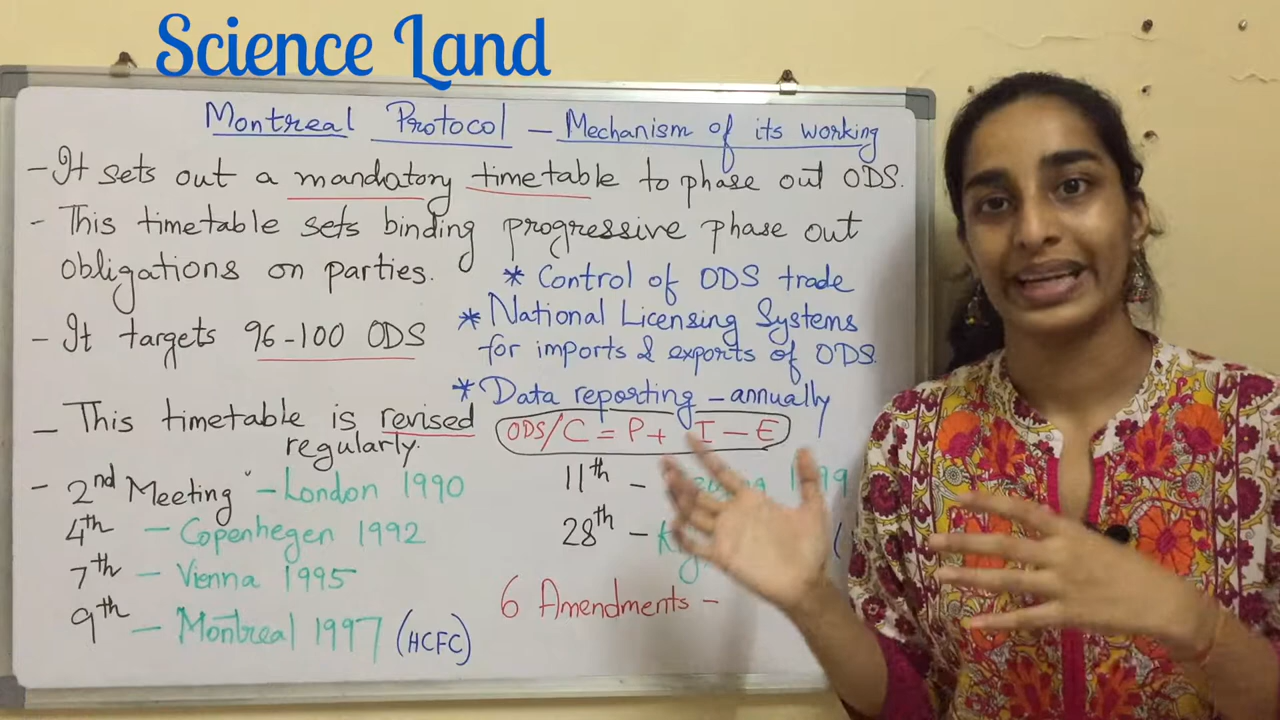 Science Land
Montreal Protocol - Mechanism of its working
- It sets out a mandatory timetable to phase out ODS.
- This timetable sets binding progressive phase out
obligations on parties.
* Control of ODS trade
- It targets 96-100 ODS
* National Licensing Systems
for imports & exports of ODS.
* Data reporting - annually
- This timetable is revised
regularly.
ODS/C = P + I - E
- 2nd Meeting - London 1990
4th - Copenhegen 1992
7th - Vienna 1995
9th - Montreal 1997 (HCFC)
11th -
28th -
6 Amendments -